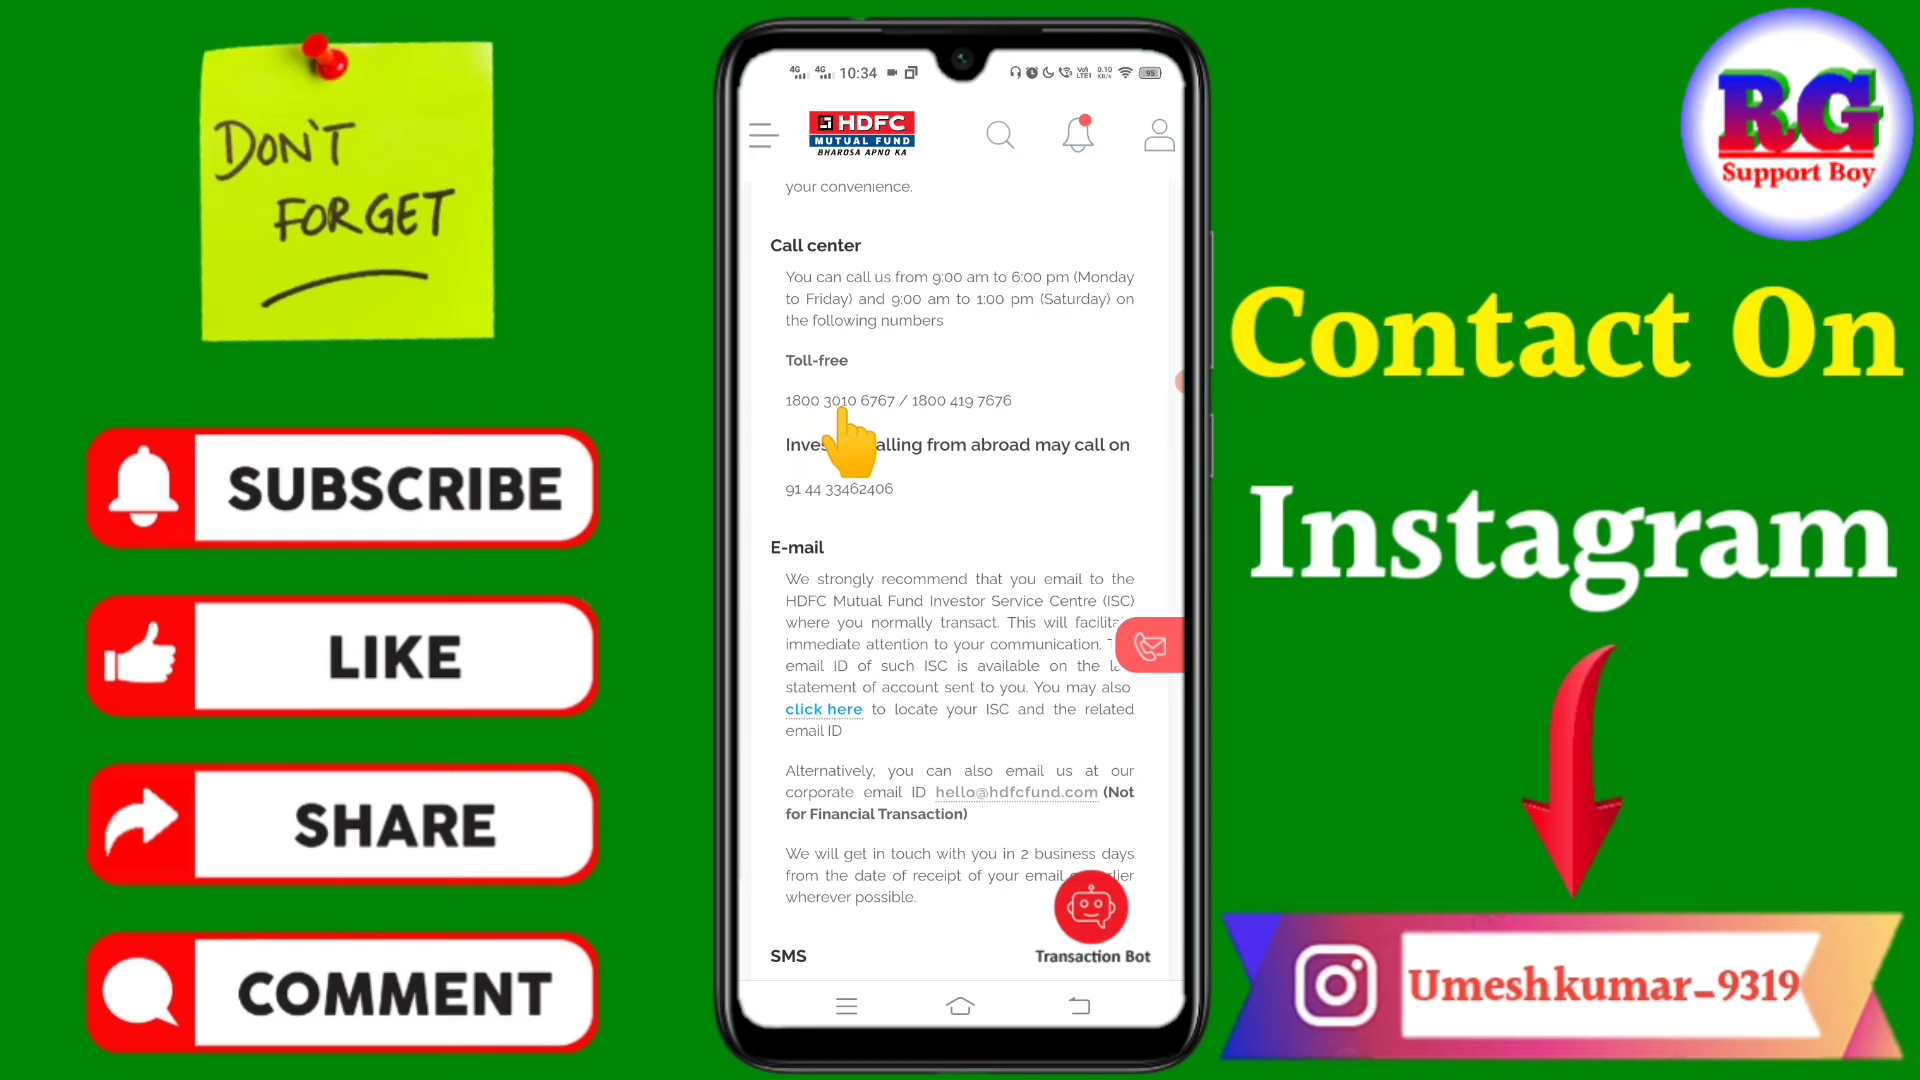 DON'T
FORGET
SUBSCRIBE
LIKE
SHARE
COMMENT
4G 4G 10:34
95
HDFC
MUTUAL FUND
BHAROSA APNO KA
your convenience.
Call center
You can call us from 9:00 am to 6:00 pm (Monday
to Friday) and 9:00 am to 1:00 pm (Saturday) on
the following numbers
Toll-free
1800 3010 6767 / 1800 419 7676
alling from abroad may call on
91 44 33462406
E-mail
We strongly recommend that you email to the
HDFC Mutual Fund Investor Service Centre (ISC)
where you normally transact. This will
immediate attention to your communication.
email ID of such ISC is available on the
statement of account sent to you. You may also
click here to locate your ISC and the related
email ID
Alternatively, you can also email us at our
corporate email ID hello@hdfcfund.com (Not
for Financial Transaction)
We will get in touch with you in 2 business days
from the date of receipt of your email
wherever possible.
SMS
Transaction Bot
RG
Support Boy
Contact On
Instagram
Umeshkumar-9319